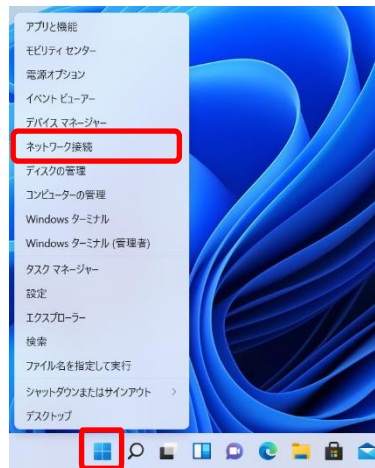 アプリと機能
モビリティ センター
電源オプション
イベント ビューアー
デバイス マネージャー
ネットワーク接続
ディスクの管理
コンピューターの管理
Windows ターミナル
Windows ターミナル (管理者)
タスク マネージャー
設定
エクスプローラー
検索
ファイル名を指定して実行
シャットダウンまたはサインアウト
デスクトップ